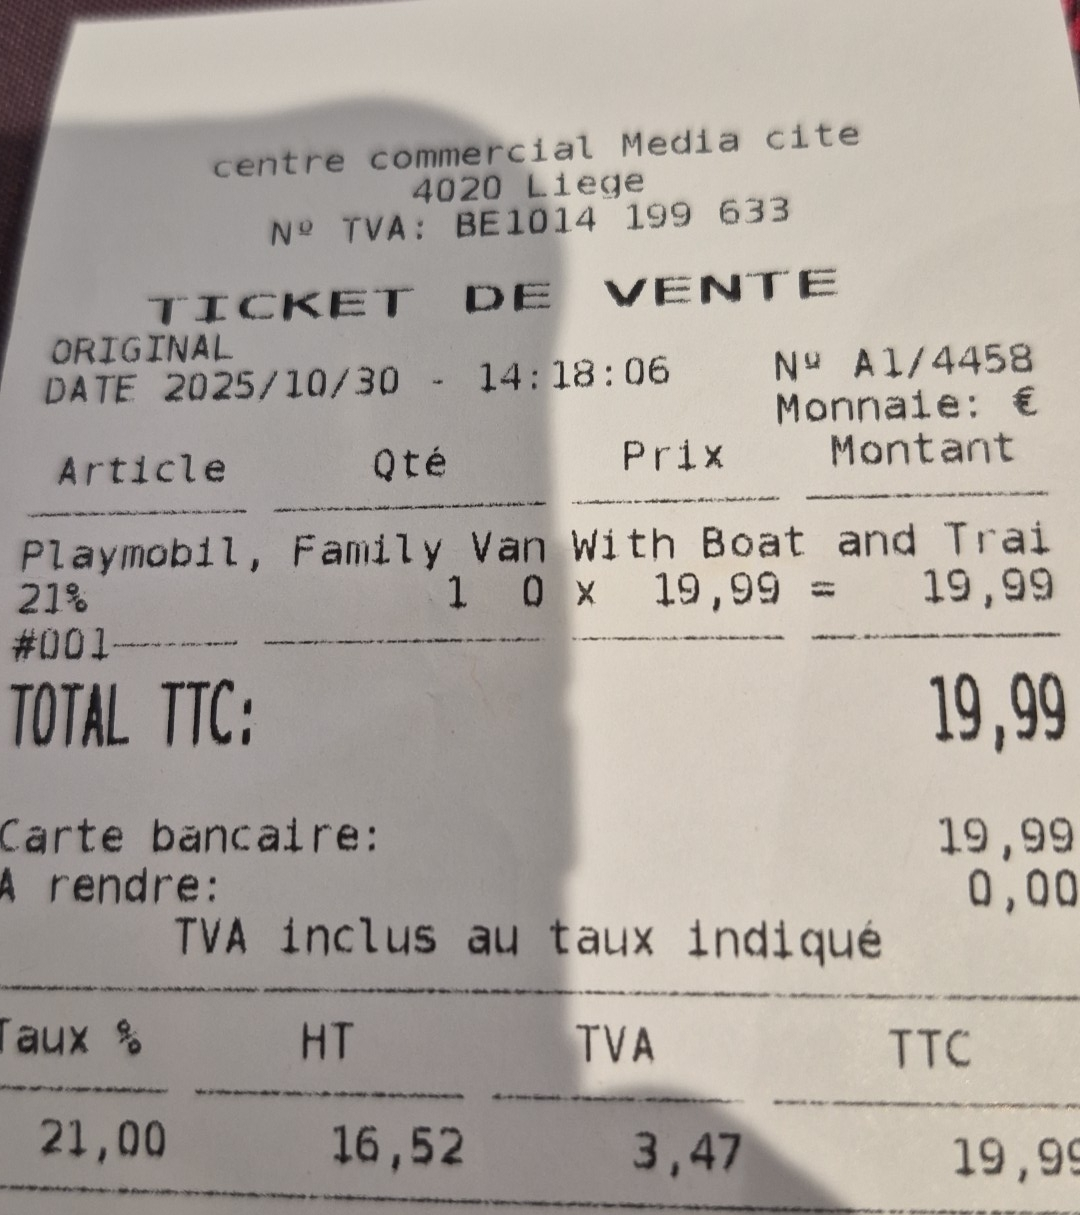 centre commercial Media cite
4020 Liege
Nº TVA: BE1014 199 633
TICKET DE VENTE
ORIGINAL
DATE 2025/10/30 - 14:18:06 Nº A1/4458
Monnaie: €
Article Qté Prix Montant
Playmobil, Family Van With Boat and Trai
21% 1 0 x 19,99 = 19,99
#001
TOTAL TTC: 19,99
Carte bancaire: 19,99
A rendre: 0,00
TVA inclus au taux indiqué
Taux % HT TVA TTC
21,00 16,52 3,47 19,99